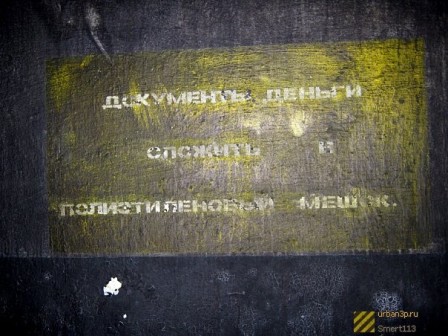 ДОКУМЕНТЫ, ДЕНЬГИ
СЛОЖИТЬ И
ПОЛИЭТИЛЕНОВЫЙ МЕШОК.
urban3p.ru
Smert113